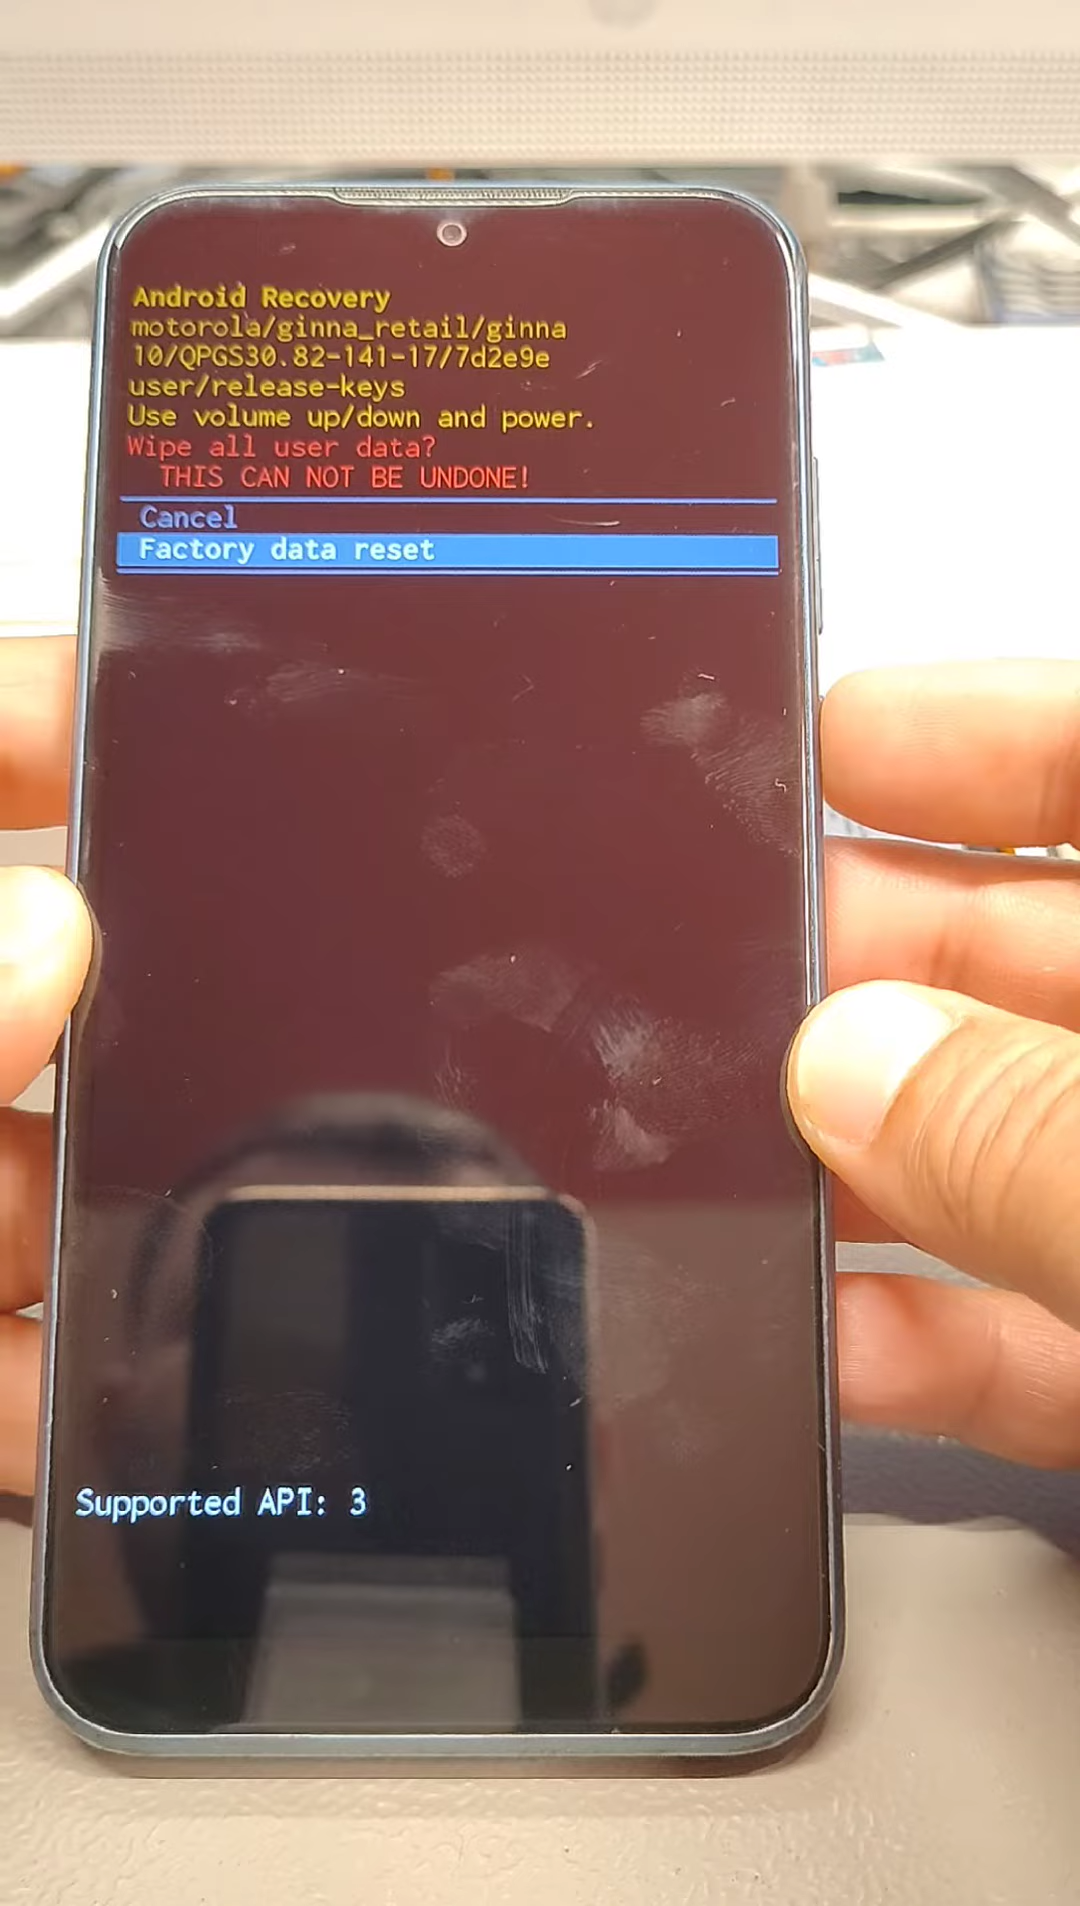 Android Recovery
motorola/ginna_retail/ginna
10/QPGS30.82-141-17/7d2e9e
user/release-keys
Use volume up/down and power.
Wipe all user data?
THIS CAN NOT BE UNDONE!
Cancel
Factory data reset
Supported API: 3